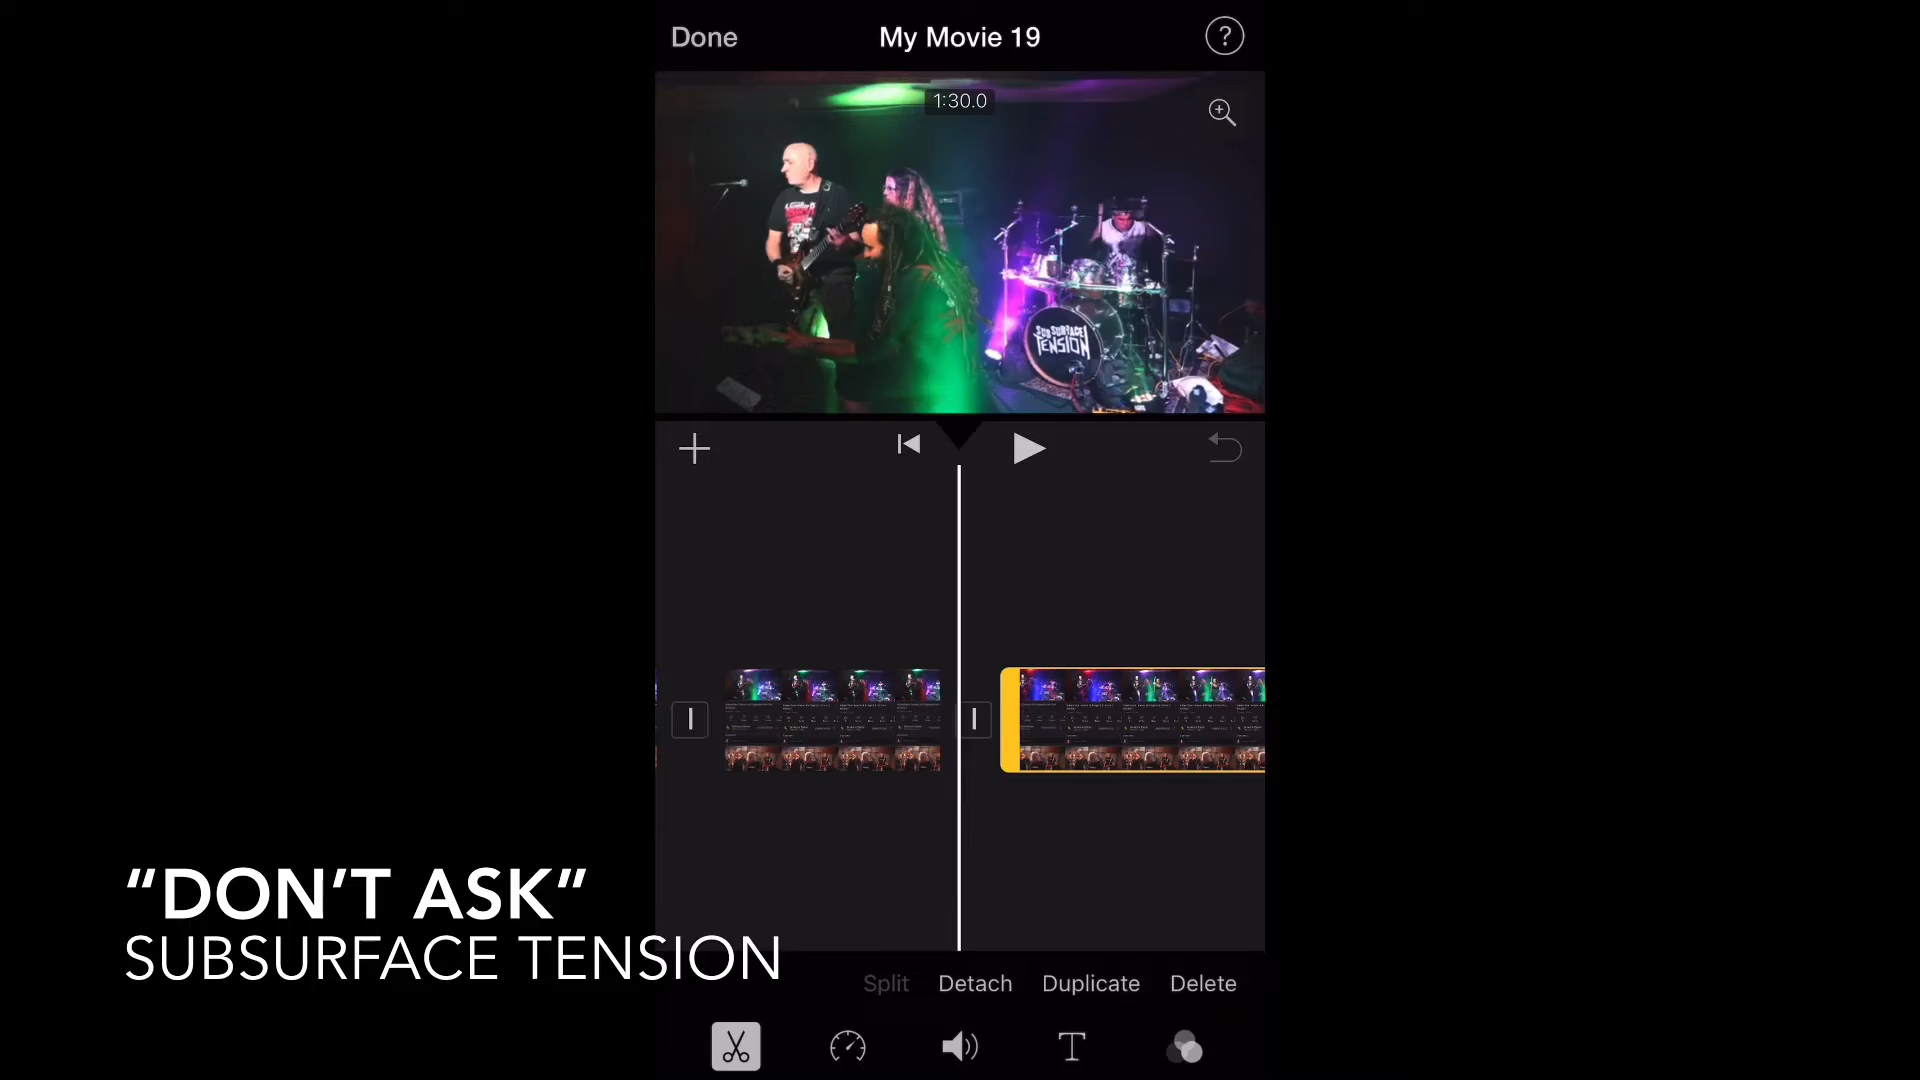 Done
My Movie 19
?
1:30.0
SUBSURFACE
TENSION
“DON’T ASK”
SUBSURFACE TENSION
Split
Detach
Duplicate
Delete
T